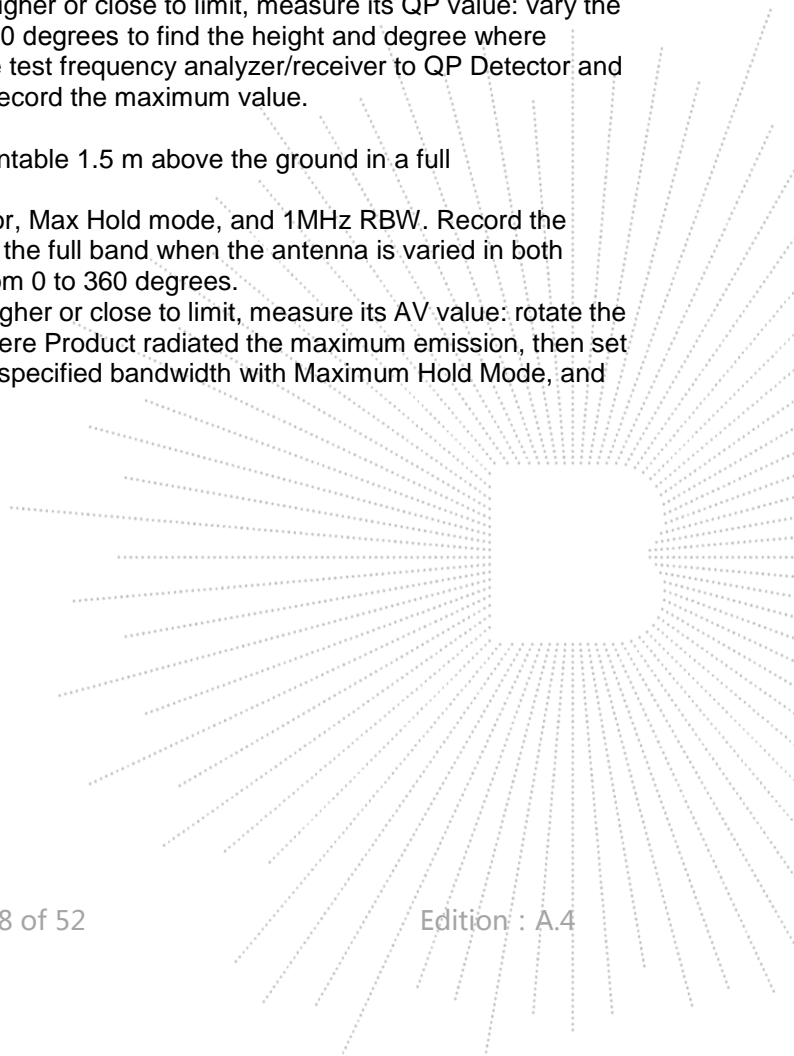 gher or close to limit, measure its QP value: vary the
0 degrees to find the height and degree where
test frequency analyzer/receiver to QP Detector and
ecord the maximum value.
ntable 1.5 m above the ground in a full
or, Max Hold mode, and 1MHz RBW. Record the
the full band when the antenna is varied in both
om 0 to 360 degrees.
gher or close to limit, measure its AV value: rotate the
ere Product radiated the maximum emission, then set
specified bandwidth with Maximum Hold Mode, and
8 of 52 Edition : A.4